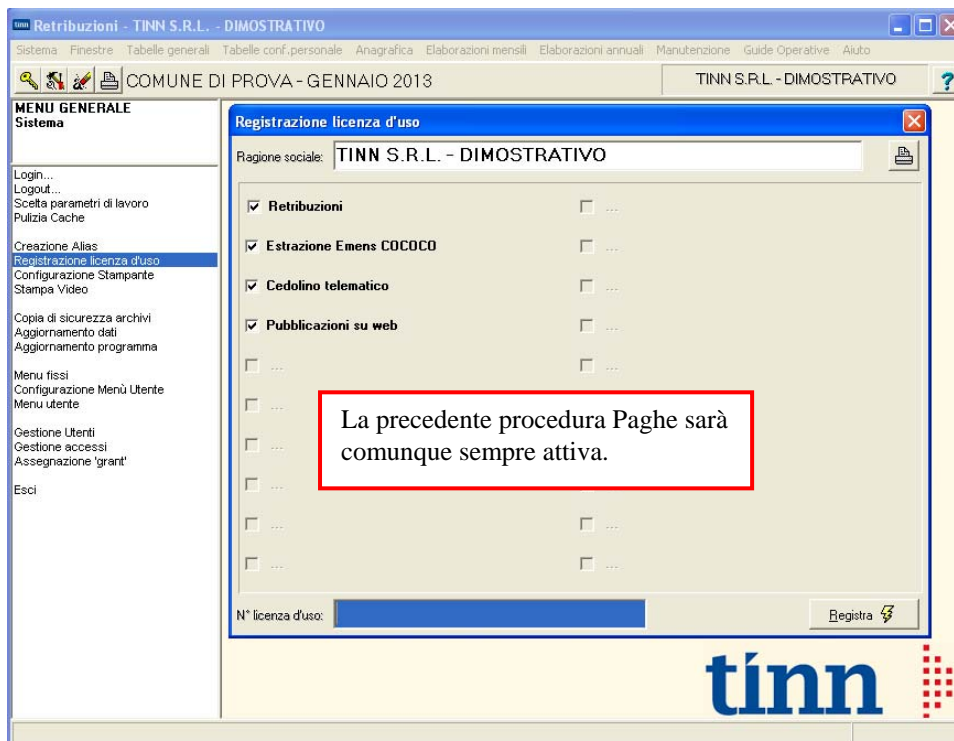 tinn Retribuzioni - TINN S.R.L. - DIMOSTRATIVO
Sistema Finestre Tabelle generali Tabelle conf.personale Anagrafica Elaborazioni mensili Elaborazioni annuali Manutenzione Guide Operative Aiuto
COMUNE DI PROVA - GENNAIO 2013 TINN S.R.L. - DIMOSTRATIVO ?
MENU GENERALE
Sistema
Login...
Logout...
Scelta parametri di lavoro
Pulizia Cache
Creazione Alias
Registrazione licenza d'uso
Configurazione Stampante
Stampa Video
Copia di sicurezza archivi
Aggiornamento dati
Aggiornamento programma
Menu fissi
Configurazione Menù Utente
Menu utente
Gestione Utenti
Gestione accessi
Assegnazione 'grant'
Esci
Registrazione licenza d'uso
Ragione sociale: TINN S.R.L. - DIMOSTRATIVO
Retribuzioni ...
Estrazione Emens COCOCO ...
Cedolino telematico ...
Pubblicazioni su web ...
... ...
...
...
...
... ...
... ...
La precedente procedura Paghe sarà
comunque sempre attiva.
N° licenza d'uso: Registra
tinn